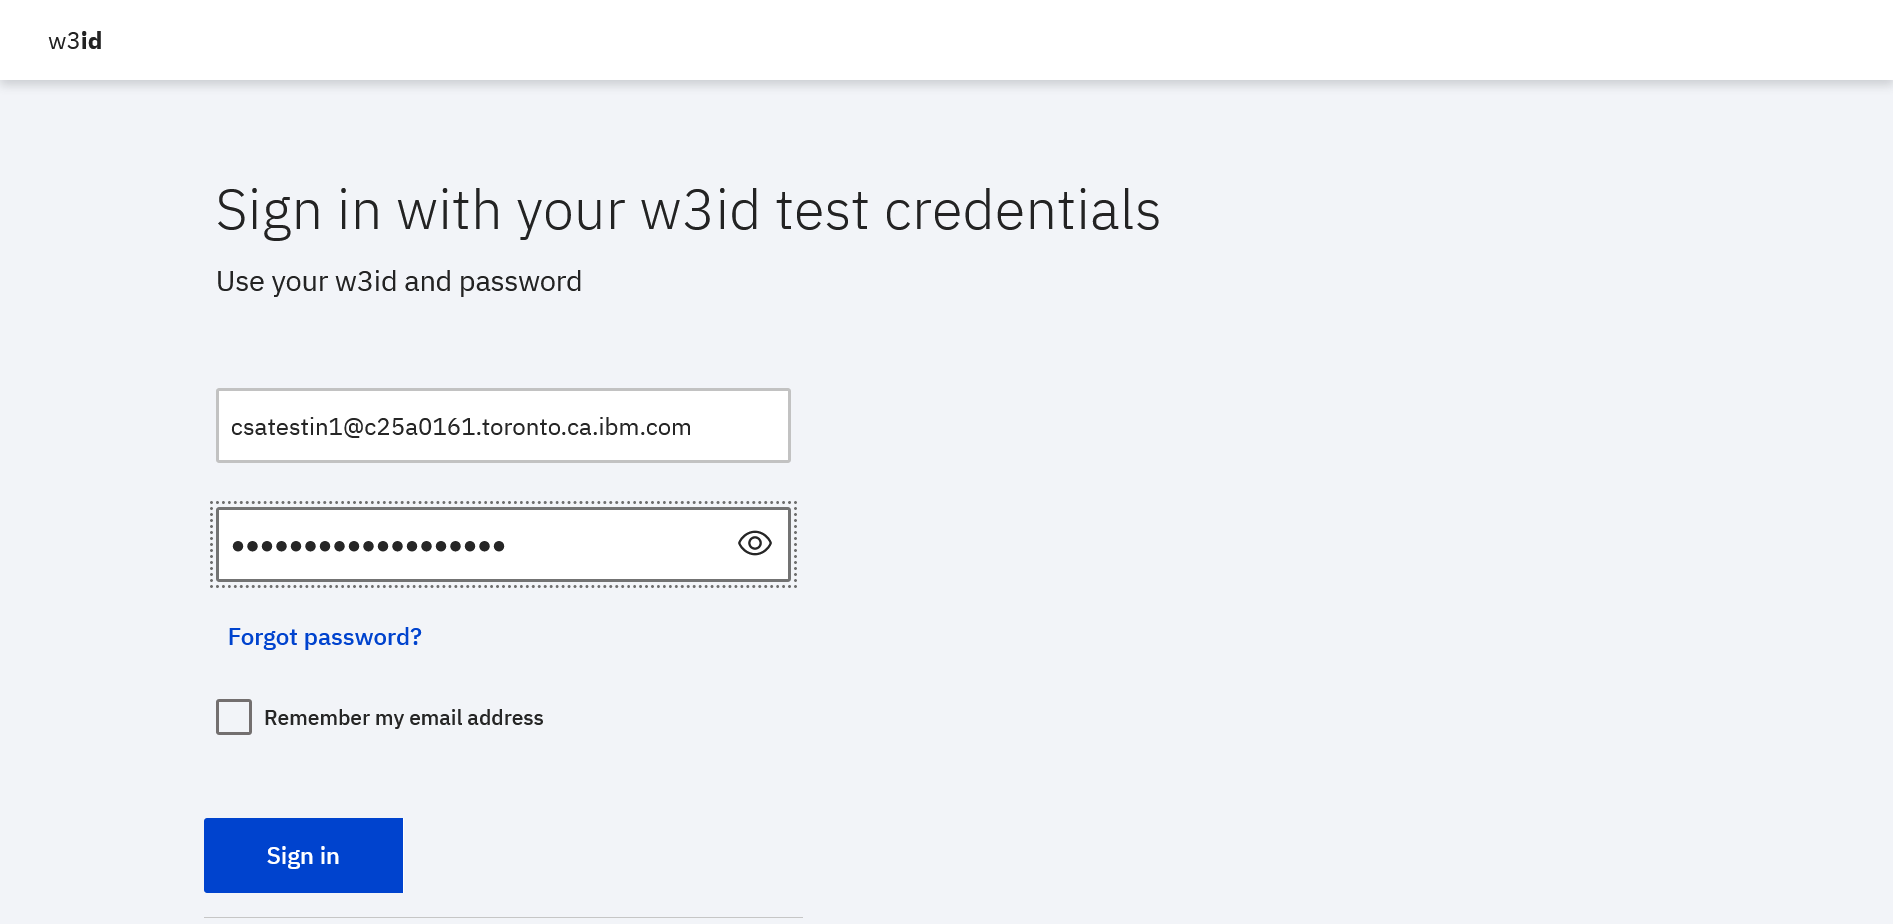 w3id
Sign in with your w3id test credentials
Use your w3id and password
csatestin1@c25a0161.toronto.ca.ibm.com
•••••••••••••••••••
Forgot password?
Remember my email address
Sign in